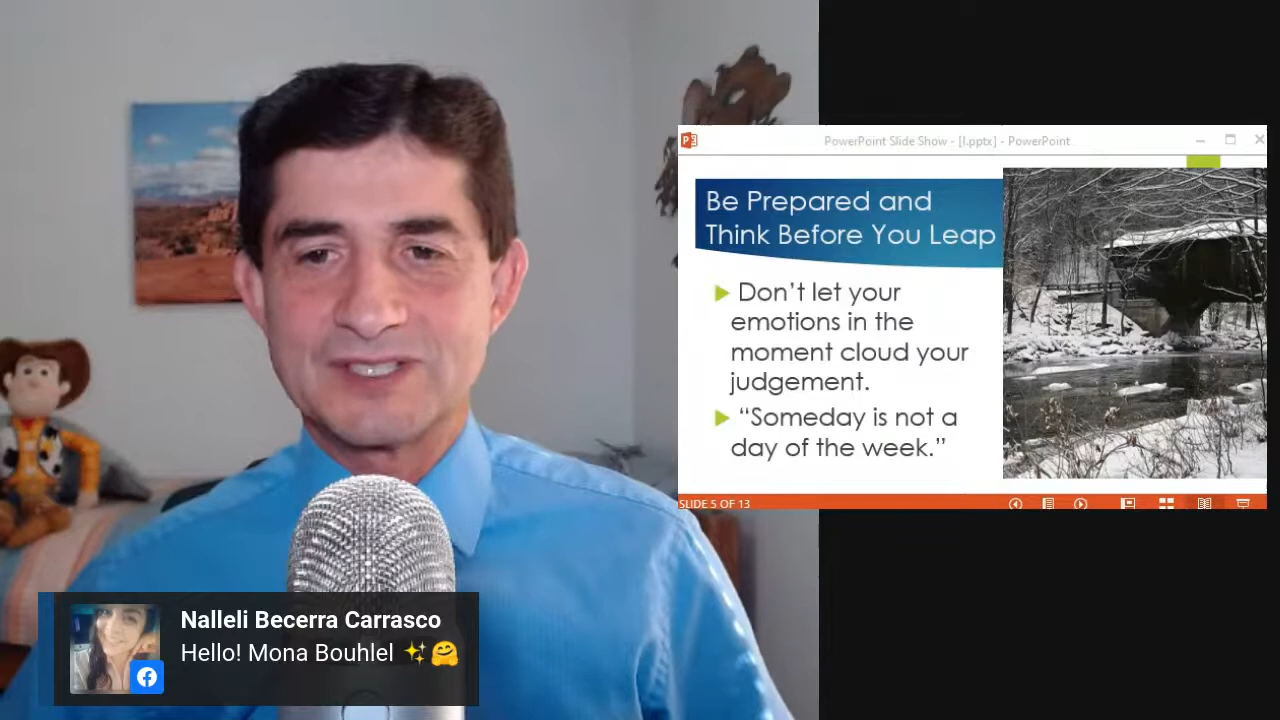 PowerPoint Slide Show - [l.pptx] - PowerPoint
Be Prepared and
Think Before You Leap
Don't let your
emotions in the
moment cloud your
judgement.
“Someday is not a
day of the week.”
SLIDE 5 OF 13
Nalleli Becerra Carrasco
Hello! Mona Bouhlel ✨🤗